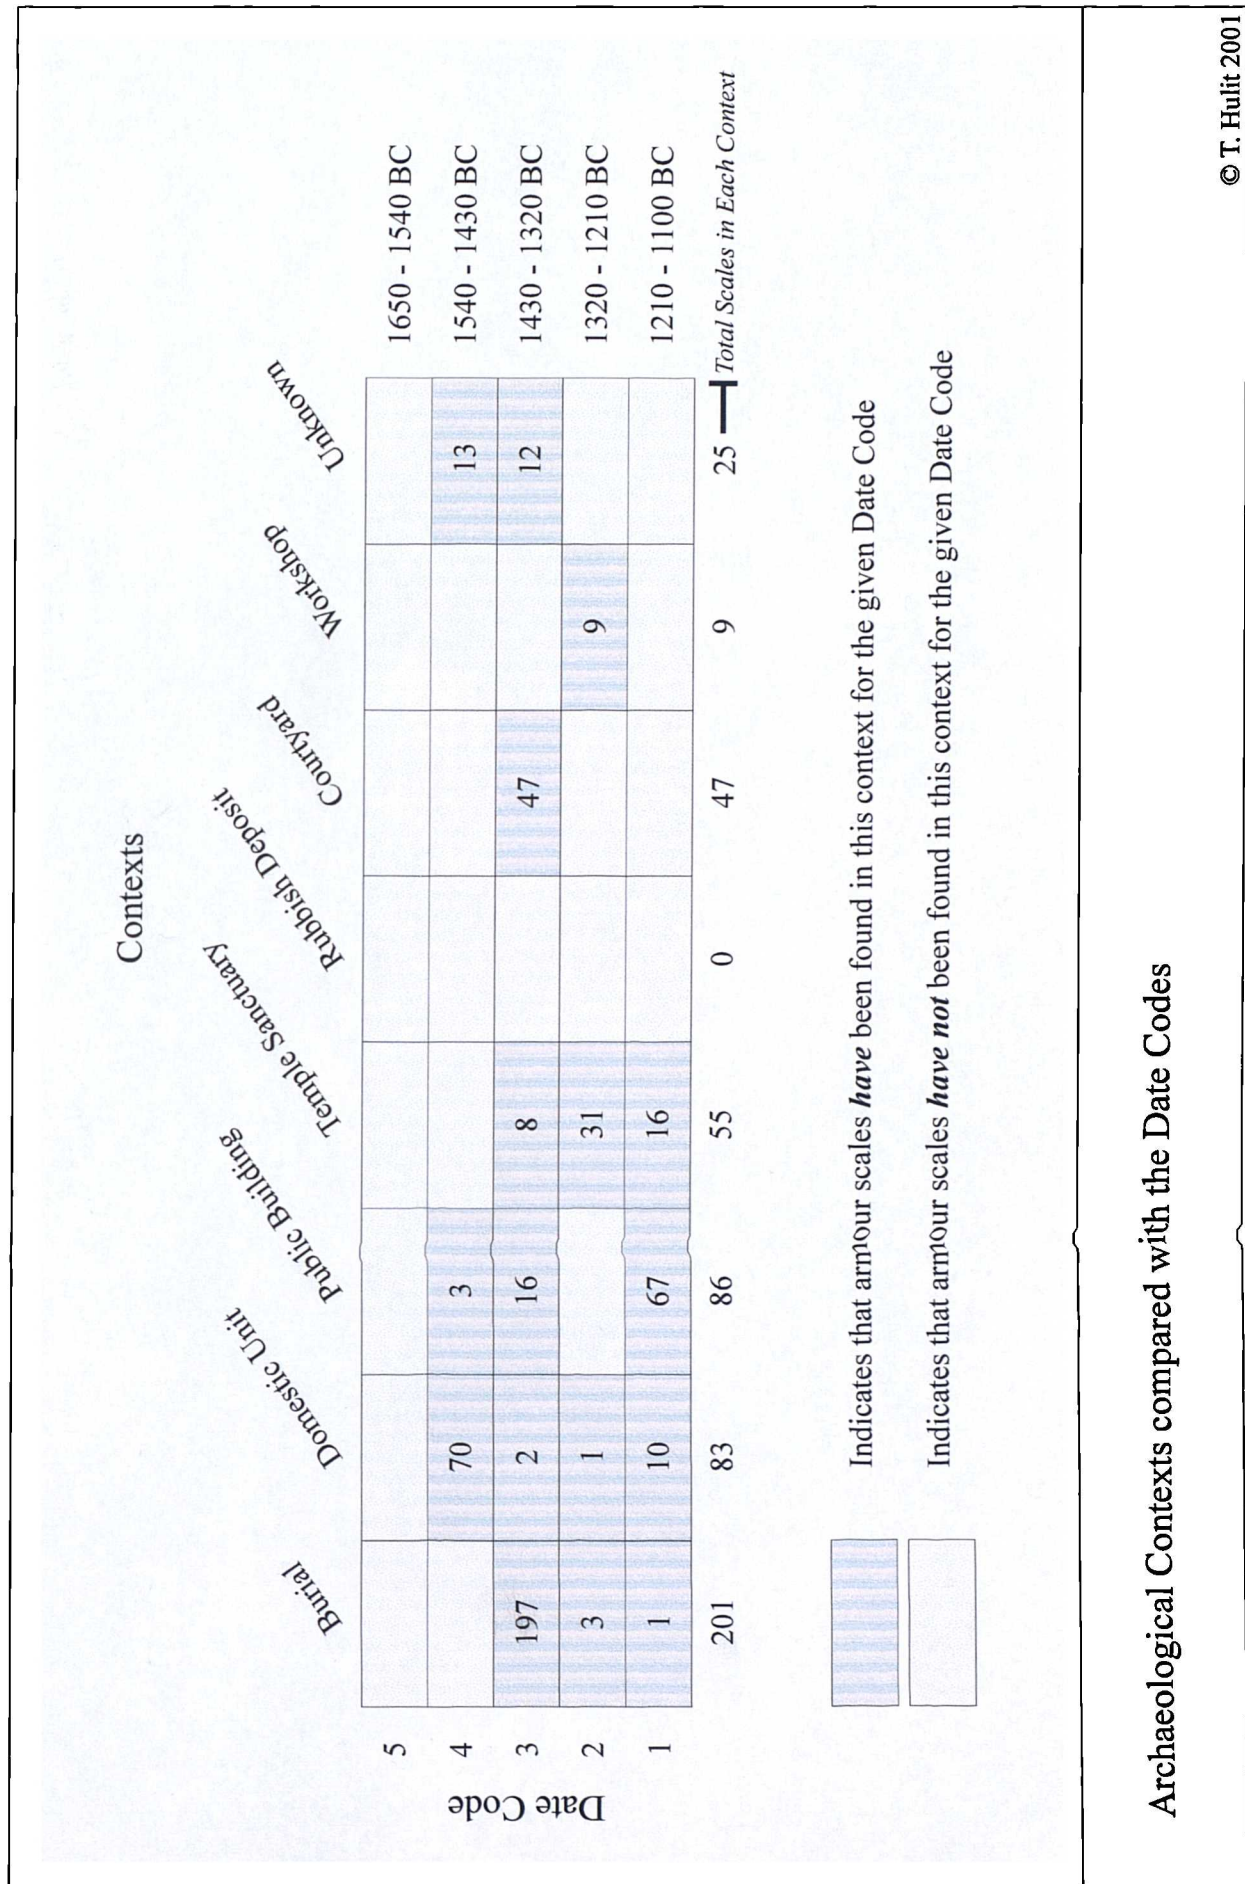 Contexts
Burial Domestic Unit Public Building Temple Sanctuary Rubbish Deposit Courtyard Workshop Unknown
Date Code
5 1650 - 1540 BC
4 70 3 13 1540 - 1430 BC
3 197 2 16 8 47 12 1430 - 1320 BC
2 3 1 31 9 1320 - 1210 BC
1 1 10 67 16 1210 - 1100 BC
201 83 86 55 0 47 9 25 Total Scales in Each Context
Indicates that armour scales have been found in this context for the given Date Code
Indicates that armour scales have not been found in this context for the given Date Code
Archaeological Contexts compared with the Date Codes
© T. Hulit 2001